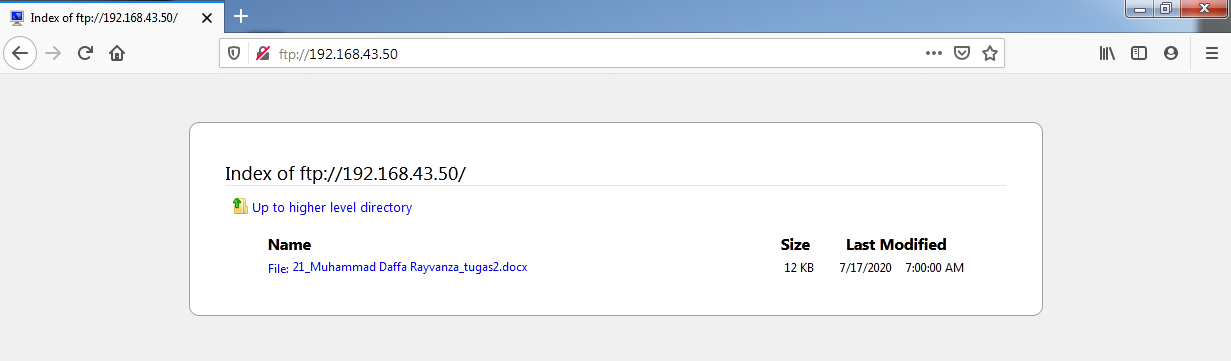 Index of ftp://192.168.43.50/
ftp://192.168.43.50
Index of ftp://192.168.43.50/
Up to higher level directory
Name Size Last Modified
File: 21_Muhammad Daffa Rayvanza_tugas2.docx 12 KB 7/17/2020 7:00:00 AM